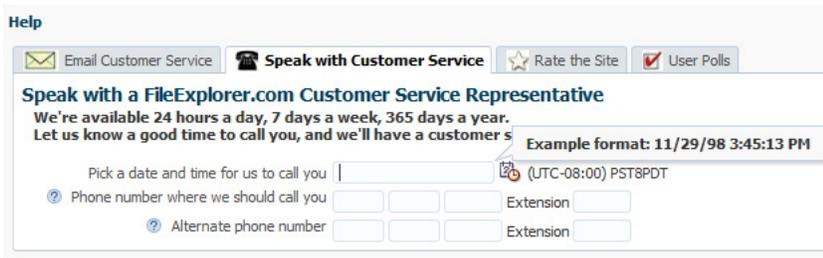 Help
Email Customer Service Speak with Customer Service Rate the Site User Polls
Speak with a FileExplorer.com Customer Service Representative
We're available 24 hours a day, 7 days a week, 365 days a year.
Let us know a good time to call you, and we'll have a customer s
Example format: 11/29/98 3:45:13 PM
Pick a date and time for us to call you (UTC-08:00) PST8PDT
? Phone number where we should call you Extension
? Alternate phone number Extension